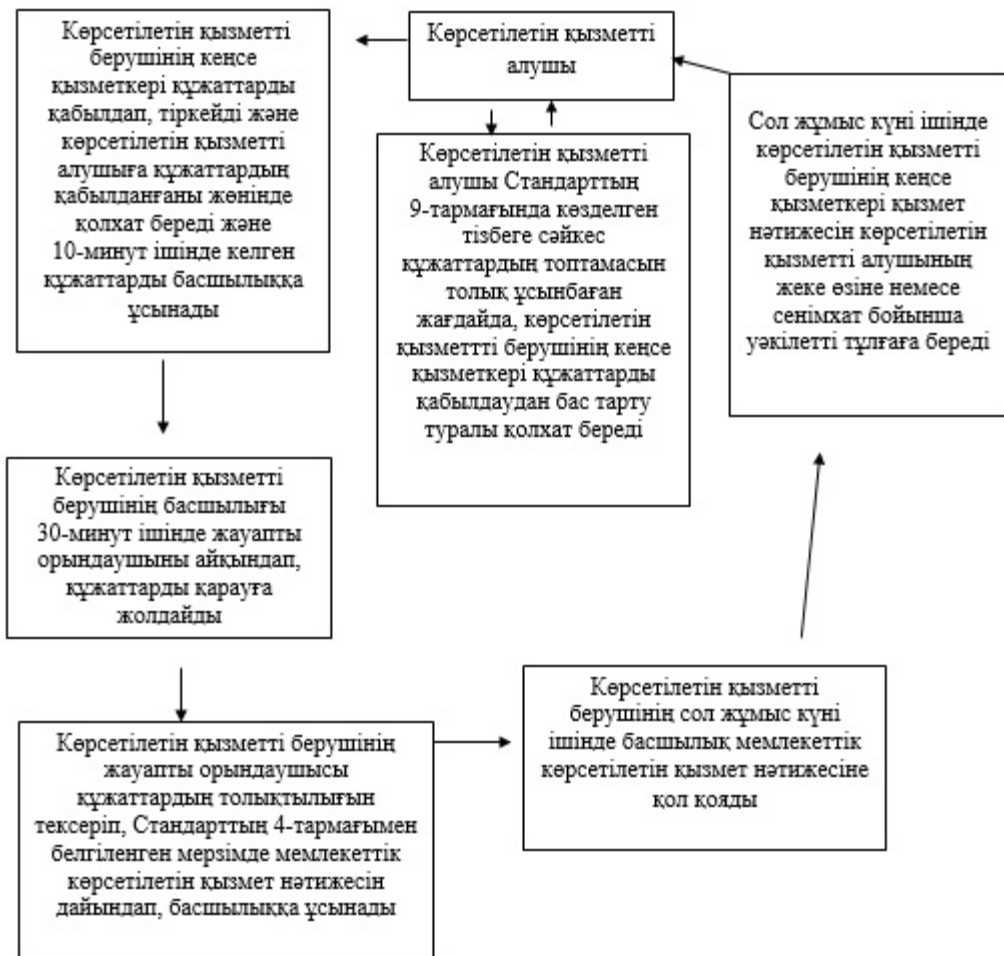 Көрсетілетін қызметті
берушінің кеңсе
қызметкері құжаттарды
қабылдап, тіркейді және
көрсетілетін қызметті
алушыға құжаттардың
қабылданғаны жөнінде
қолхат береді және
10-минут ішінде келген
құжаттарды басшылыққа
ұсынады
Көрсетілетін қызметті
алушы
Көрсетілетін қызметті
алушы Стандарттың
9-тармағында көзделген
тізбеге сәйкес
құжаттардың топтамасын
толық ұсынбаған
жағдайда, көрсетілетін
қызметтті берушінің кеңсе
қызметкері құжаттарды
қабылдаудан бас тарту
туралы қолхат береді
Сол жұмыс күні ішінде
көрсетілетін қызметті
берушінің кеңсе
қызметкері қызмет
нәтижесін көрсетілетін
қызметті алушының
жеке өзіне немесе
сенімхат бойынша
уәкілетті тұлғаға береді
Көрсетілетін қызметті
берушінің басшылығы
30-минут ішінде жауапты
орындаушыны айқындап,
құжаттарды қарауға
жолдайды
Көрсетілетін қызметті берушінің
жауапты орындаушысы
құжаттардың толықтылығын
тексеріп, Стандарттың 4-тармағымен
белгіленген мерзімде мемлекеттік
көрсетілетін қызмет нәтижесін
дайындап, басшылыққа ұсынады
Көрсетілетін қызметті
берушінің сол жұмыс күні
ішінде басшылық мемлекеттік
көрсетілетін қызмет нәтижесіне
қол қояды